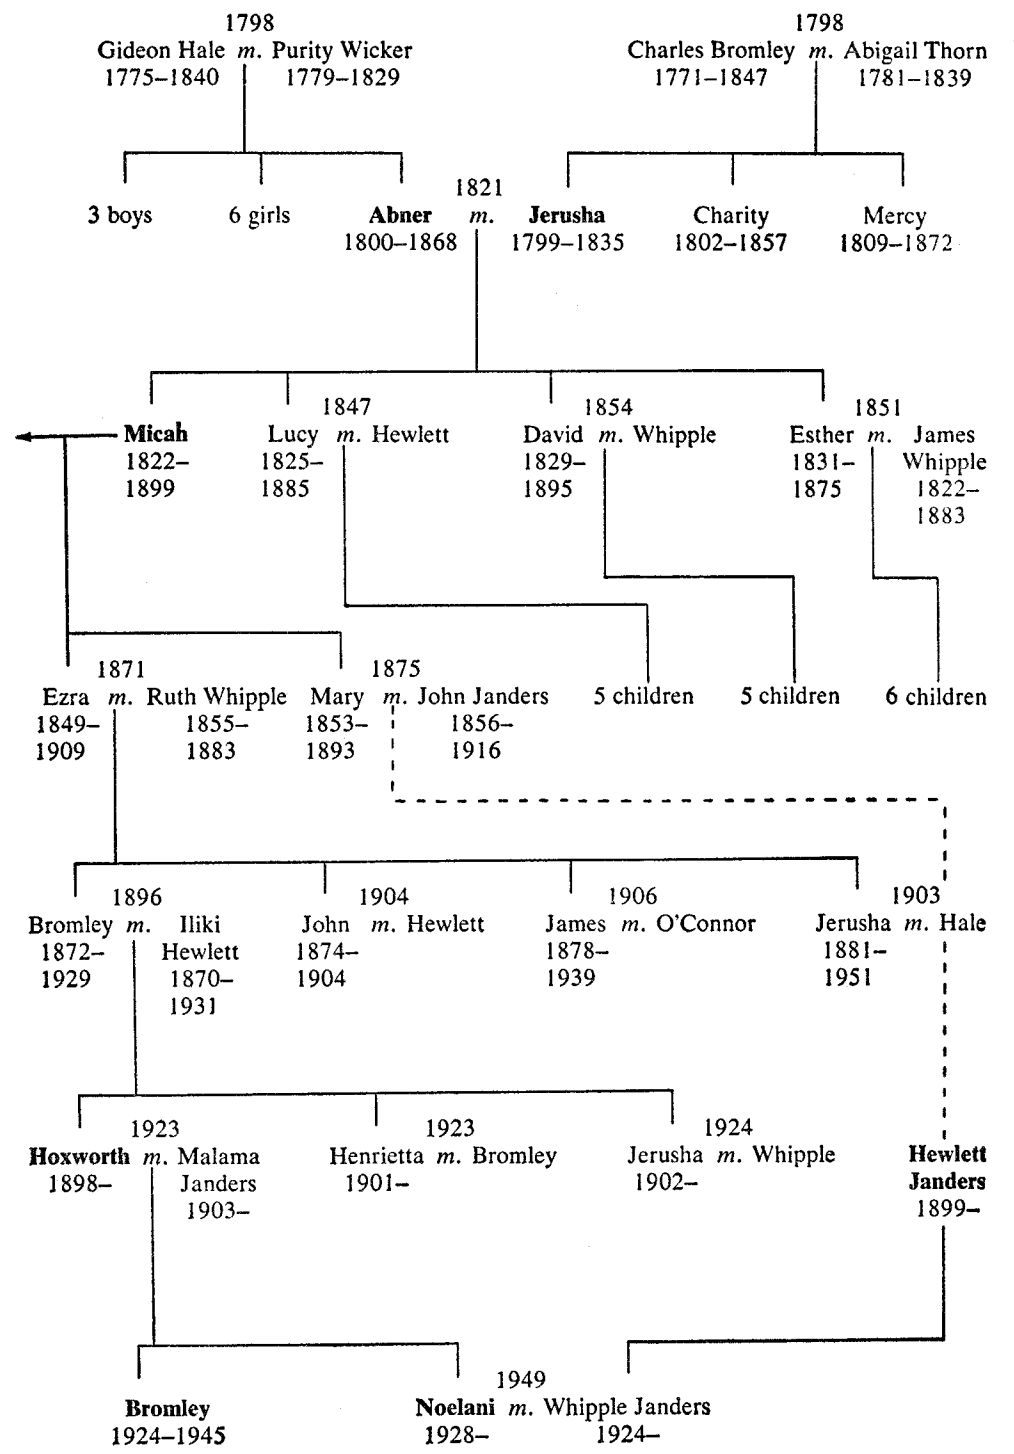 1798 1798
Gideon Hale m. Purity Wicker Charles Bromley m. Abigail Thorn
1775–1840 1779–1829 1771–1847 1781–1839
1821
3 boys 6 girls Abner m. Jerusha Charity Mercy
1800–1868 1799–1835 1802–1857 1809–1872
1847 1854 1851
Micah Lucy m. Hewlett David m. Whipple Esther m. James
1822– 1825– 1829– 1831– Whipple
1899 1885 1895 1875 1822–
1883
1871 1875
Ezra m. Ruth Whipple Mary m. John Janders 5 children 5 children 6 children
1849– 1855– 1853– 1856–
1909 1883 1893 1916
1896 1904 1906 1903
Bromley m. Iliki John m. Hewlett James m. O'Connor Jerusha m. Hale
1872– Hewlett 1874– 1878– 1881–
1929 1870– 1904 1939 1951
1931
1923 1923 1924
Hoxworth m. Malama Henrietta m. Bromley Jerusha m. Whipple Hewlett
1898– Janders 1901– 1902– Janders
1903– 1899–
1949
Bromley Noelani m. Whipple Janders
1924–1945 1928– 1924–